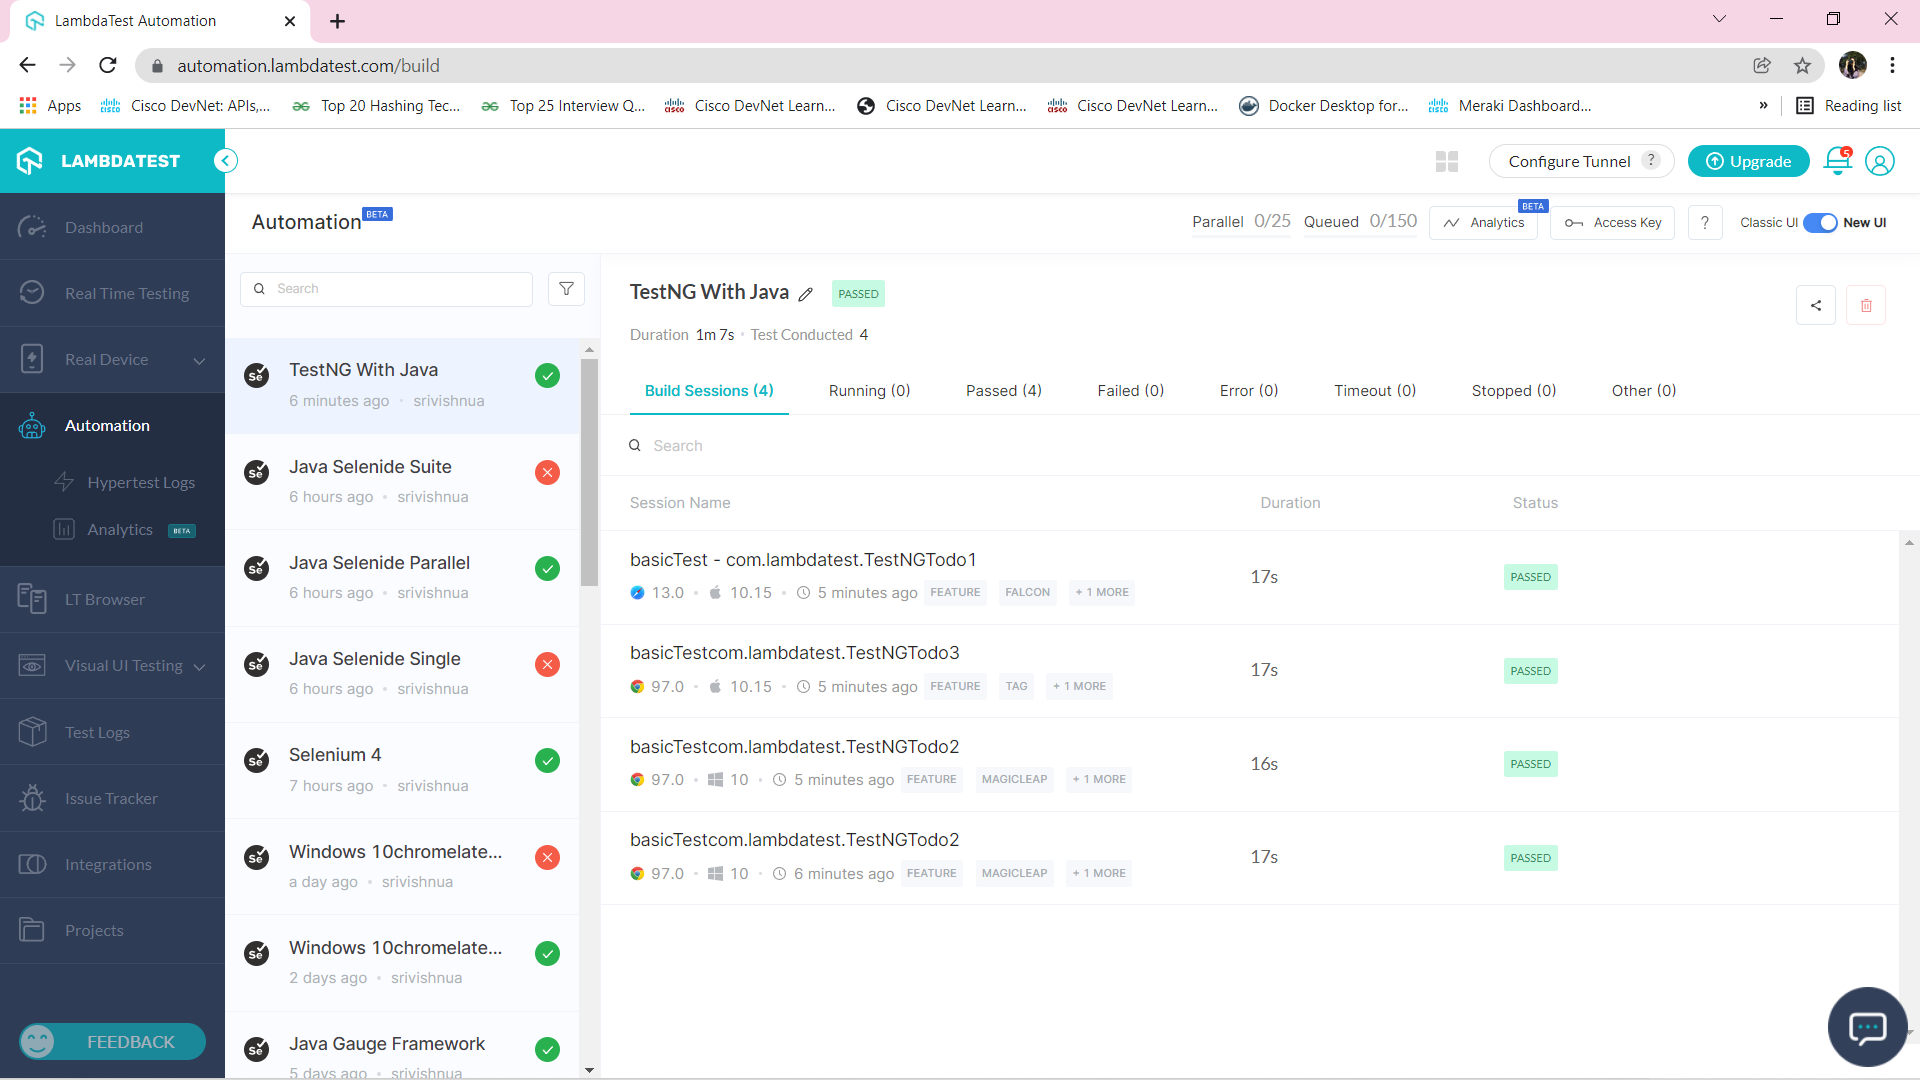 LambdaTest Automation
automation.lambdatest.com/build
Apps Cisco DevNet: APIs,... Top 20 Hashing Tec... Top 25 Interview Q... Cisco DevNet Learn... Cisco DevNet Learn... Cisco DevNet Learn... Docker Desktop for... Meraki Dashboard... » Reading list
LAMBDATEST
Configure Tunnel ? Upgrade 5
Dashboard
Real Time Testing
Real Device
Automation
Hypertest Logs
Analytics BETA
LT Browser
Visual UI Testing
Test Logs
Issue Tracker
Integrations
Projects
FEEDBACK
Automation BETA
Parallel 0/25 Queued 0/150 Analytics BETA Access Key ? Classic UI New UI
Search
TestNG With Java
6 minutes ago • srivishnua
Java Selenide Suite
6 hours ago • srivishnua
Java Selenide Parallel
6 hours ago • srivishnua
Java Selenide Single
6 hours ago • srivishnua
Selenium 4
7 hours ago • srivishnua
Windows 10chromelate...
a day ago • srivishnua
Windows 10chromelate...
2 days ago • srivishnua
Java Gauge Framework
5 days ago • srivishnua
TestNG With Java PASSED
Duration 1m 7s • Test Conducted 4
Build Sessions (4) Running (0) Passed (4) Failed (0) Error (0) Timeout (0) Stopped (0) Other (0)
Search
Session Name Duration Status
basicTest - com.lambdatest.TestNGTodo1
13.0 • 10.15 • 5 minutes ago FEATURE FALCON + 1 MORE
17s PASSED
basicTestcom.lambdatest.TestNGTodo3
97.0 • 10.15 • 5 minutes ago FEATURE TAG + 1 MORE
17s PASSED
basicTestcom.lambdatest.TestNGTodo2
97.0 • 10 • 5 minutes ago FEATURE MAGICLEAP + 1 MORE
16s PASSED
basicTestcom.lambdatest.TestNGTodo2
97.0 • 10 • 6 minutes ago FEATURE MAGICLEAP + 1 MORE
17s PASSED